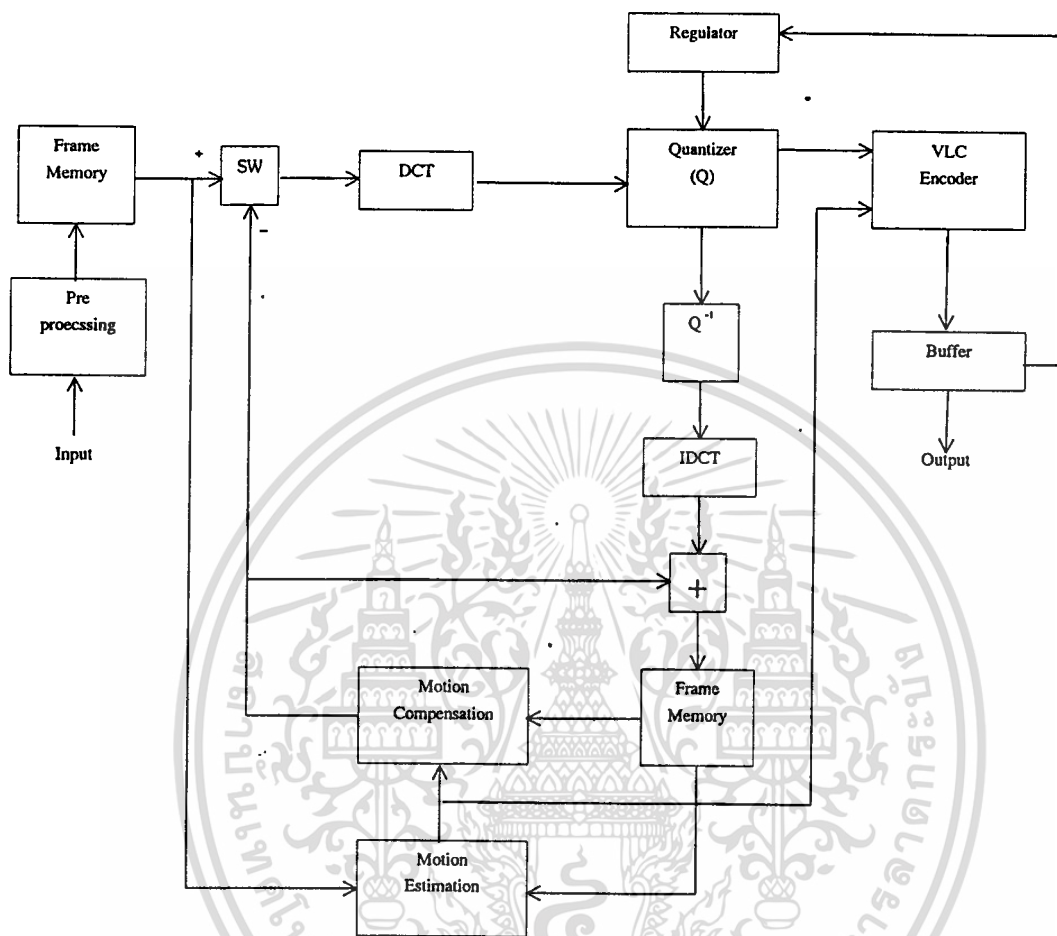 Regulator
Frame
Memory
+
SW
DCT
Quantizer
(Q)
VLC
Encoder
-
Pre
proecssing
Q -1
Buffer
Input
IDCT
Output
+
Motion
Compensation
Frame
Memory
Motion
Estimation